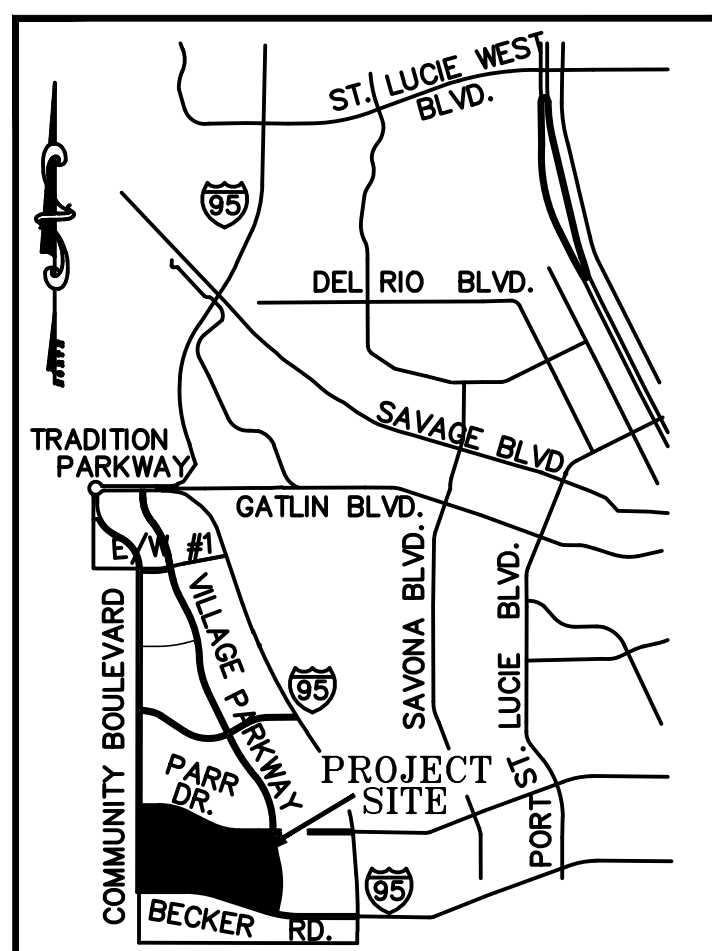 ST. LUCIE WEST
BLVD.
95
DEL RIO BLVD.
NORTH
SAVAGE BLVD
TRADITION
PARKWAY
GATLIN BLVD.
E/W #1
COMMUNITY BOULEVARD
VILLAGE PARKWAY
SAVONA BLVD.
PORT ST. LUCIE BLVD.
95
PARR
DR.
PROJECT
SITE
95
BECKER RD.